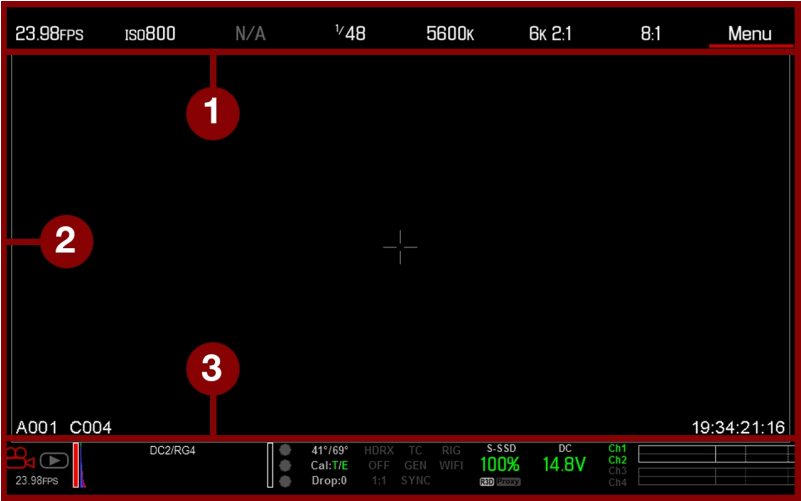 23.98FPS ISO800 N/A 1/48 5600K 6K 2:1 8:1 Menu
1
2
3
A001 C004 19:34:21:16
DC2/RG4 41°/69° HDRX TC RIG S-SSD DC Ch1
Cal:T/E OFF GEN WIFI 100% 14.8V Ch2
23.98FPS Drop:0 1:1 SYNC R3D Proxy Ch3
Ch4